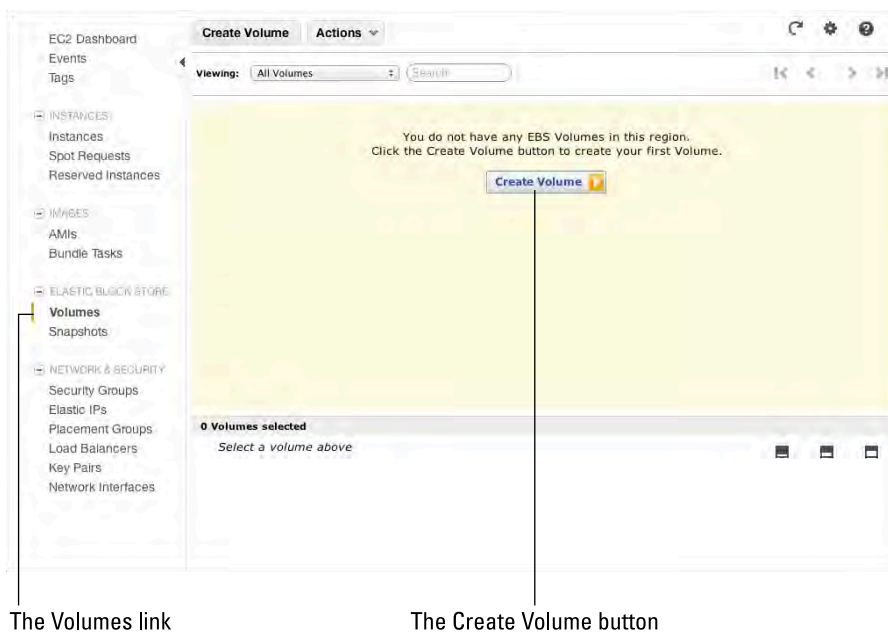 EC2 Dashboard
Events
Tags
INSTANCES
Instances
Spot Requests
Reserved Instances
IMAGES
AMIs
Bundle Tasks
ELASTIC BLOCK STORE
Volumes
Snapshots
NETWORK & SECURITY
Security Groups
Elastic IPs
Placement Groups
Load Balancers
Key Pairs
Network Interfaces
Create Volume Actions
Viewing: All Volumes Search
You do not have any EBS Volumes in this region.
Click the Create Volume button to create your first Volume.
Create Volume
0 Volumes selected
Select a volume above
The Volumes link
The Create Volume button